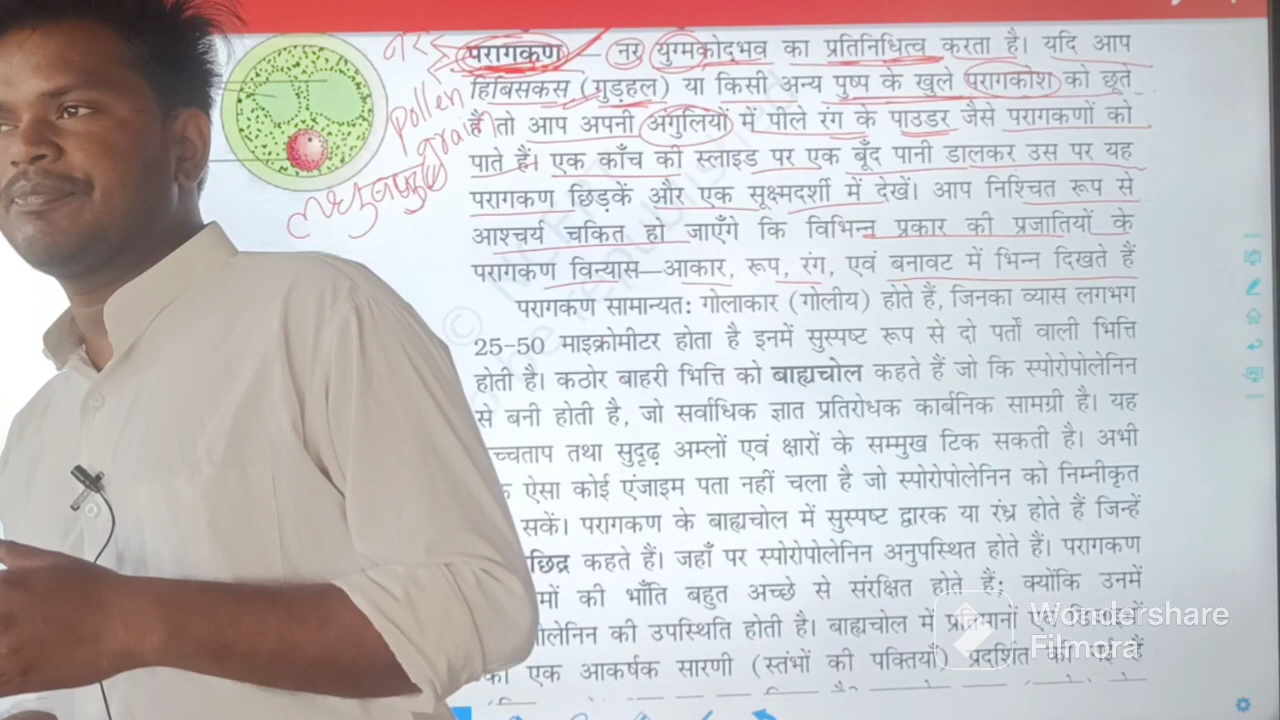 नर
pollen
grain
परागकण — नर युग्मकोद्भव का प्रतिनिधित्व करता है। यदि आप
हिबिसकस (गुड़हल) या किसी अन्य पुष्प के खुले परागकोश को छूते
हैं तो आप अपनी अंगुलियों में पीले रंग के पाउडर जैसे परागकणों को
पाते हैं। एक काँच की स्लाइड पर एक बूँद पानी डालकर उस पर यह
परागकण छिड़कें और एक सूक्ष्मदर्शी में देखें। आप निश्चित रूप से
आश्चर्य चकित हो जाएँगे कि विभिन्न प्रकार की प्रजातियों के
परागकण विन्यास—आकार, रूप, रंग, एवं बनावट में भिन्न दिखते हैं
परागकण सामान्यतः गोलाकार (गोलीय) होते हैं, जिनका व्यास लगभग
25-50 माइक्रोमीटर होता है इनमें सुस्पष्ट रूप से दो पर्तों वाली भित्ति
होती है। कठोर बाहरी भित्ति को बाह्यचोल कहते हैं जो कि स्पोरोपोलेनिन
से बनी होती है, जो सर्वाधिक ज्ञात प्रतिरोधक कार्बनिक सामग्री है। यह
च्चताप तथा सुदृढ़ अम्लों एवं क्षारों के सम्मुख टिक सकती है। अभी
ऐसा कोई एंजाइम पता नहीं चला है जो स्पोरोपोलेनिन को निम्नीकृत
सकें। परागकण के बाह्यचोल में सुस्पष्ट द्वारक या रंध्र होते हैं जिन्हें
छिद्र कहते हैं। जहाँ पर स्पोरोपोलेनिन अनुपस्थित होते हैं। परागकण
मों की भाँति बहुत अच्छे से संरक्षित होते हैं; क्योंकि उनमें
ोलेनिन की उपस्थिति होती है। बाह्यचोल में प्रतिमानों एवं
एक आकर्षक सारणी (स्तंभों की पंक्तियों) प्रदर्शित की गई है
Wondershare
Filmora